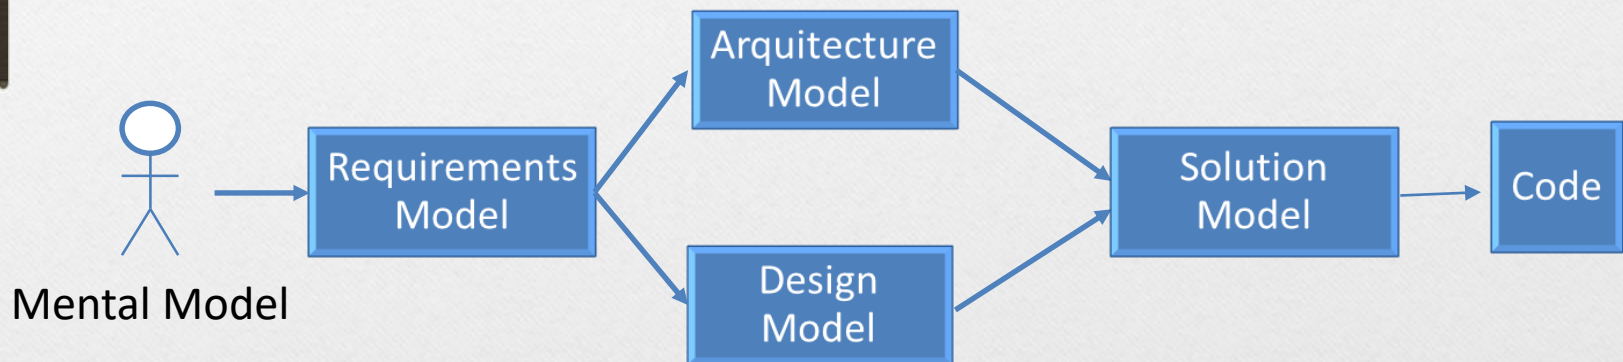 Mental Model
Requirements
Model
Arquitecture
Model
Design
Model
Solution
Model
Code